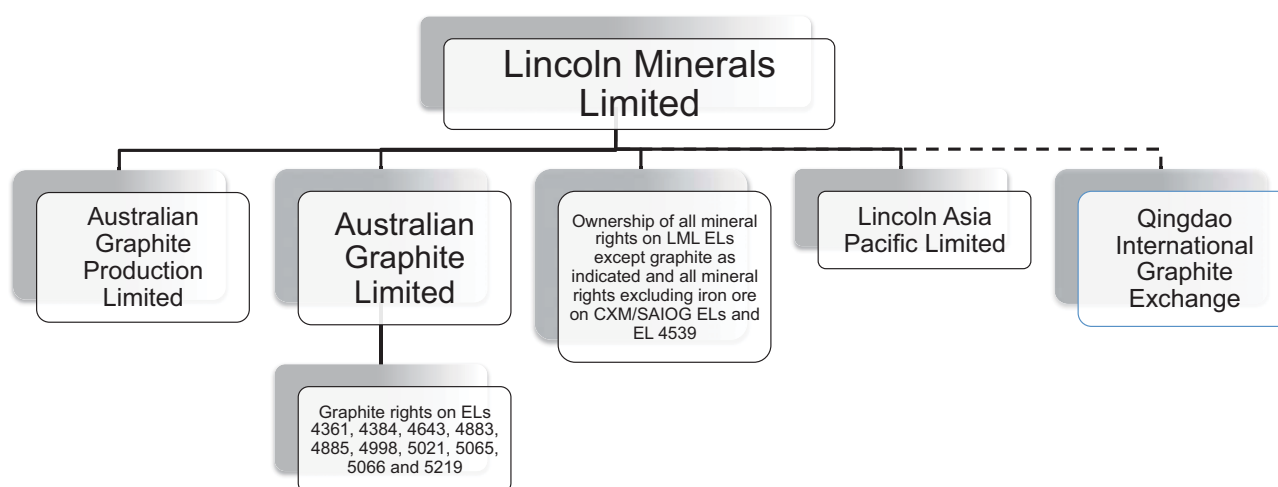 Lincoln Minerals
Limited
Australian
Graphite
Production
Limited
Australian
Graphite
Limited
Ownership of all mineral
rights on LML ELs
except graphite as
indicated and all mineral
rights excluding iron ore
on CXM/SAIOG ELs and
EL 4539
Lincoln Asia
Pacific Limited
Qingdao
International
Graphite
Exchange
Graphite rights on ELs
4361, 4384, 4643, 4883,
4885, 4998, 5021, 5065,
5066 and 5219